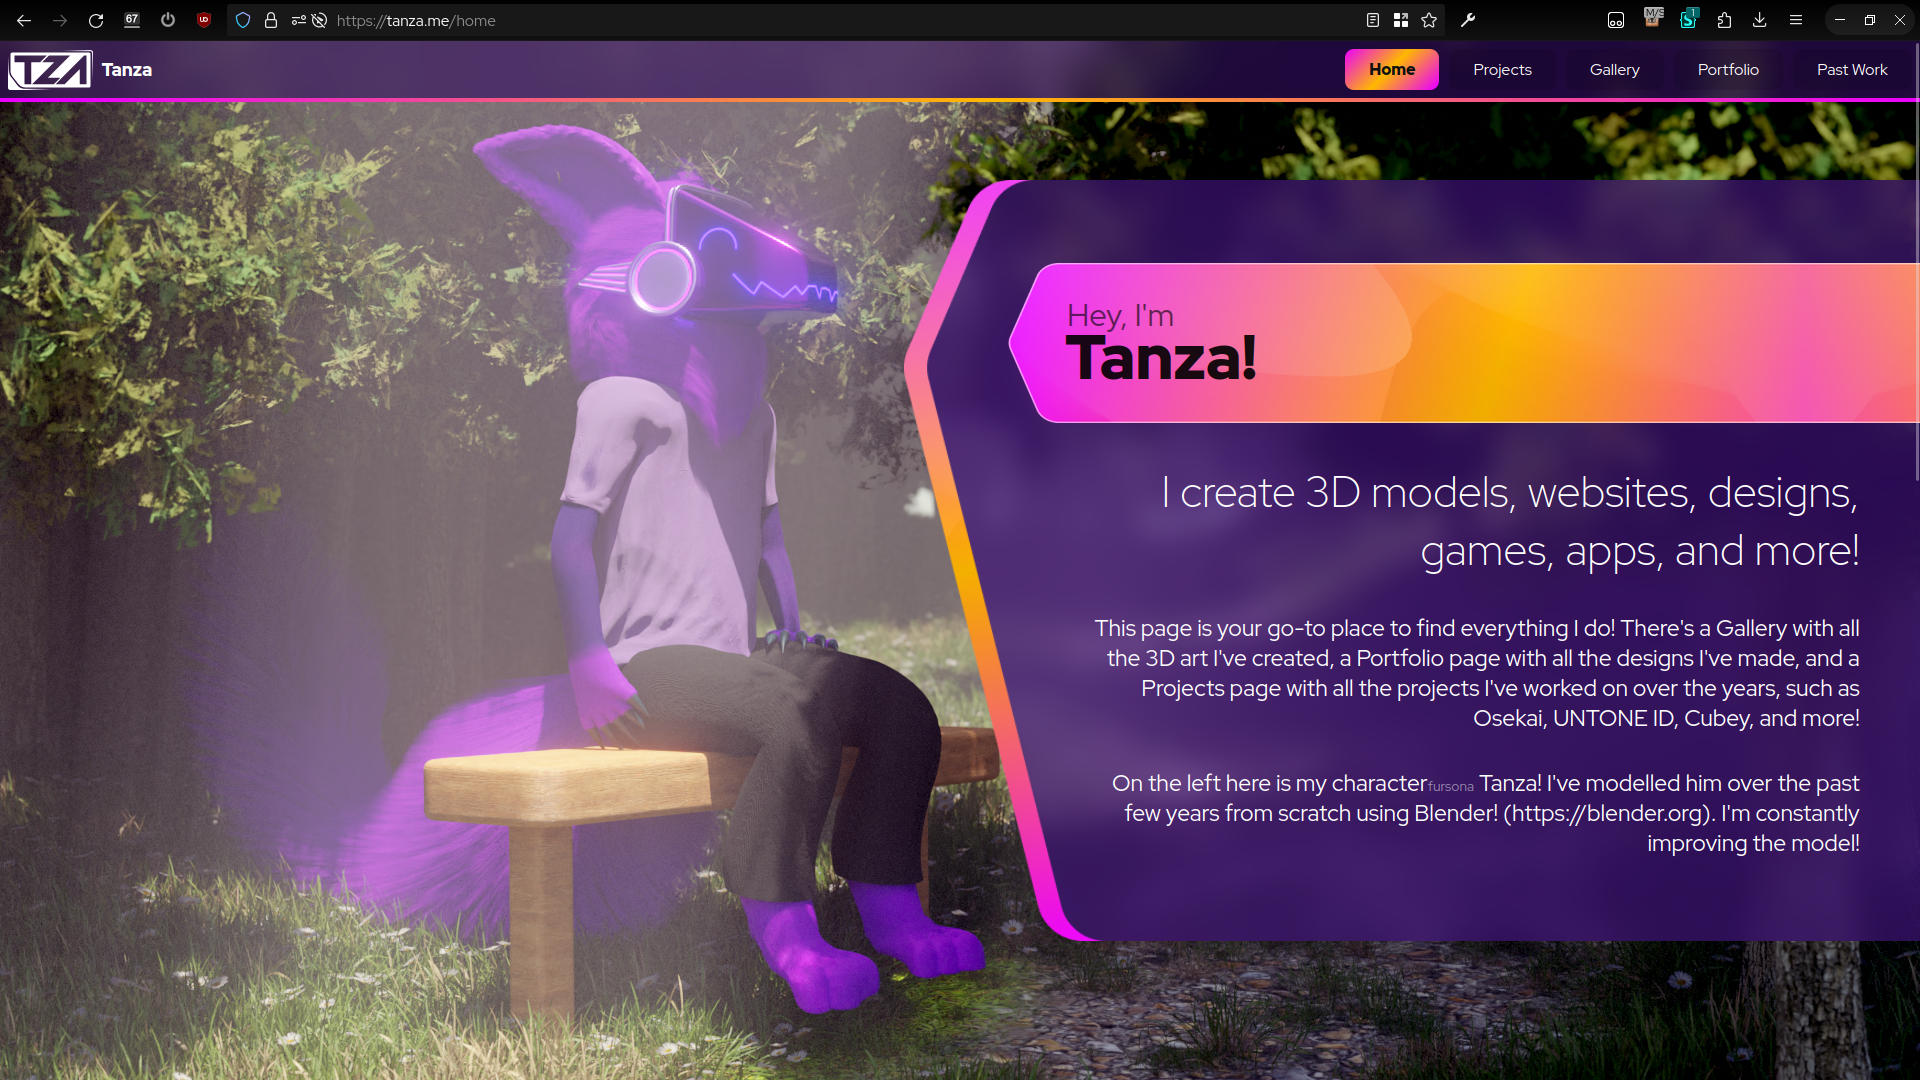 67
https://tanza.me/home
M/S
1
TZA
Tanza
Home
Projects
Gallery
Portfolio
Past Work
Hey, I'm
Tanza!
I create 3D models, websites, designs,
games, apps, and more!
This page is your go-to place to find everything I do! There's a Gallery with all
the 3D art I've created, a Portfolio page with all the designs I've made, and a
Projects page with all the projects I've worked on over the years, such as
Osekai, UNTONE ID, Cubey, and more!
On the left here is my characterfursona Tanza! I've modelled him over the past
few years from scratch using Blender! (https://blender.org). I'm constantly
improving the model!